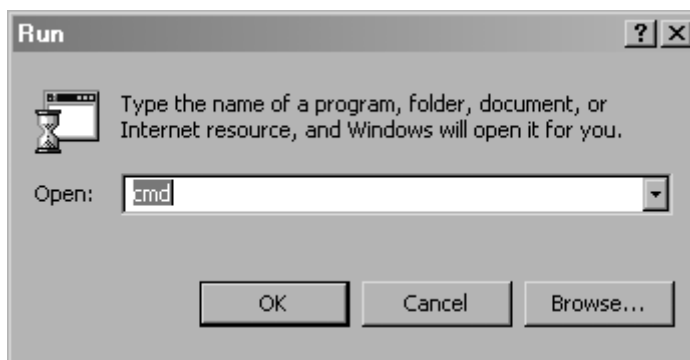 Run
Type the name of a program, folder, document, or
Internet resource, and Windows will open it for you.
Open: cmd
OK Cancel Browse...